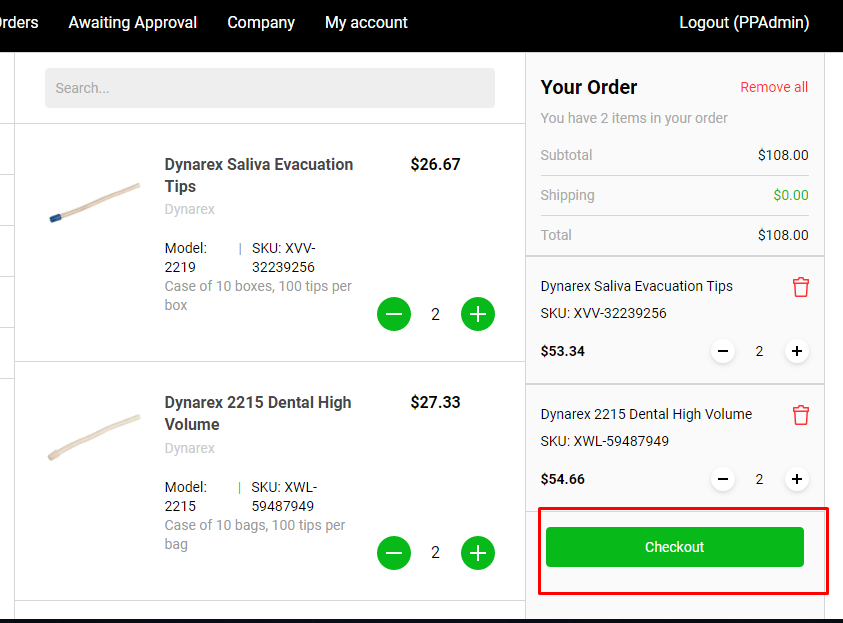 rders Awaiting Approval Company My account Logout (PPAdmin)
Search...
Dynarex Saliva Evacuation
Tips
$26.67
Dynarex
Model:
2219
| SKU: XVV-
32239256
Case of 10 boxes, 100 tips per
box
2
Dynarex 2215 Dental High
Volume
$27.33
Dynarex
Model:
2215
| SKU: XWL-
59487949
Case of 10 bags, 100 tips per
bag
2
Your Order
Remove all
You have 2 items in your order
Subtotal $108.00
Shipping $0.00
Total $108.00
Dynarex Saliva Evacuation Tips
SKU: XVV-32239256
$53.34 2
Dynarex 2215 Dental High Volume
SKU: XWL-59487949
$54.66 2
Checkout